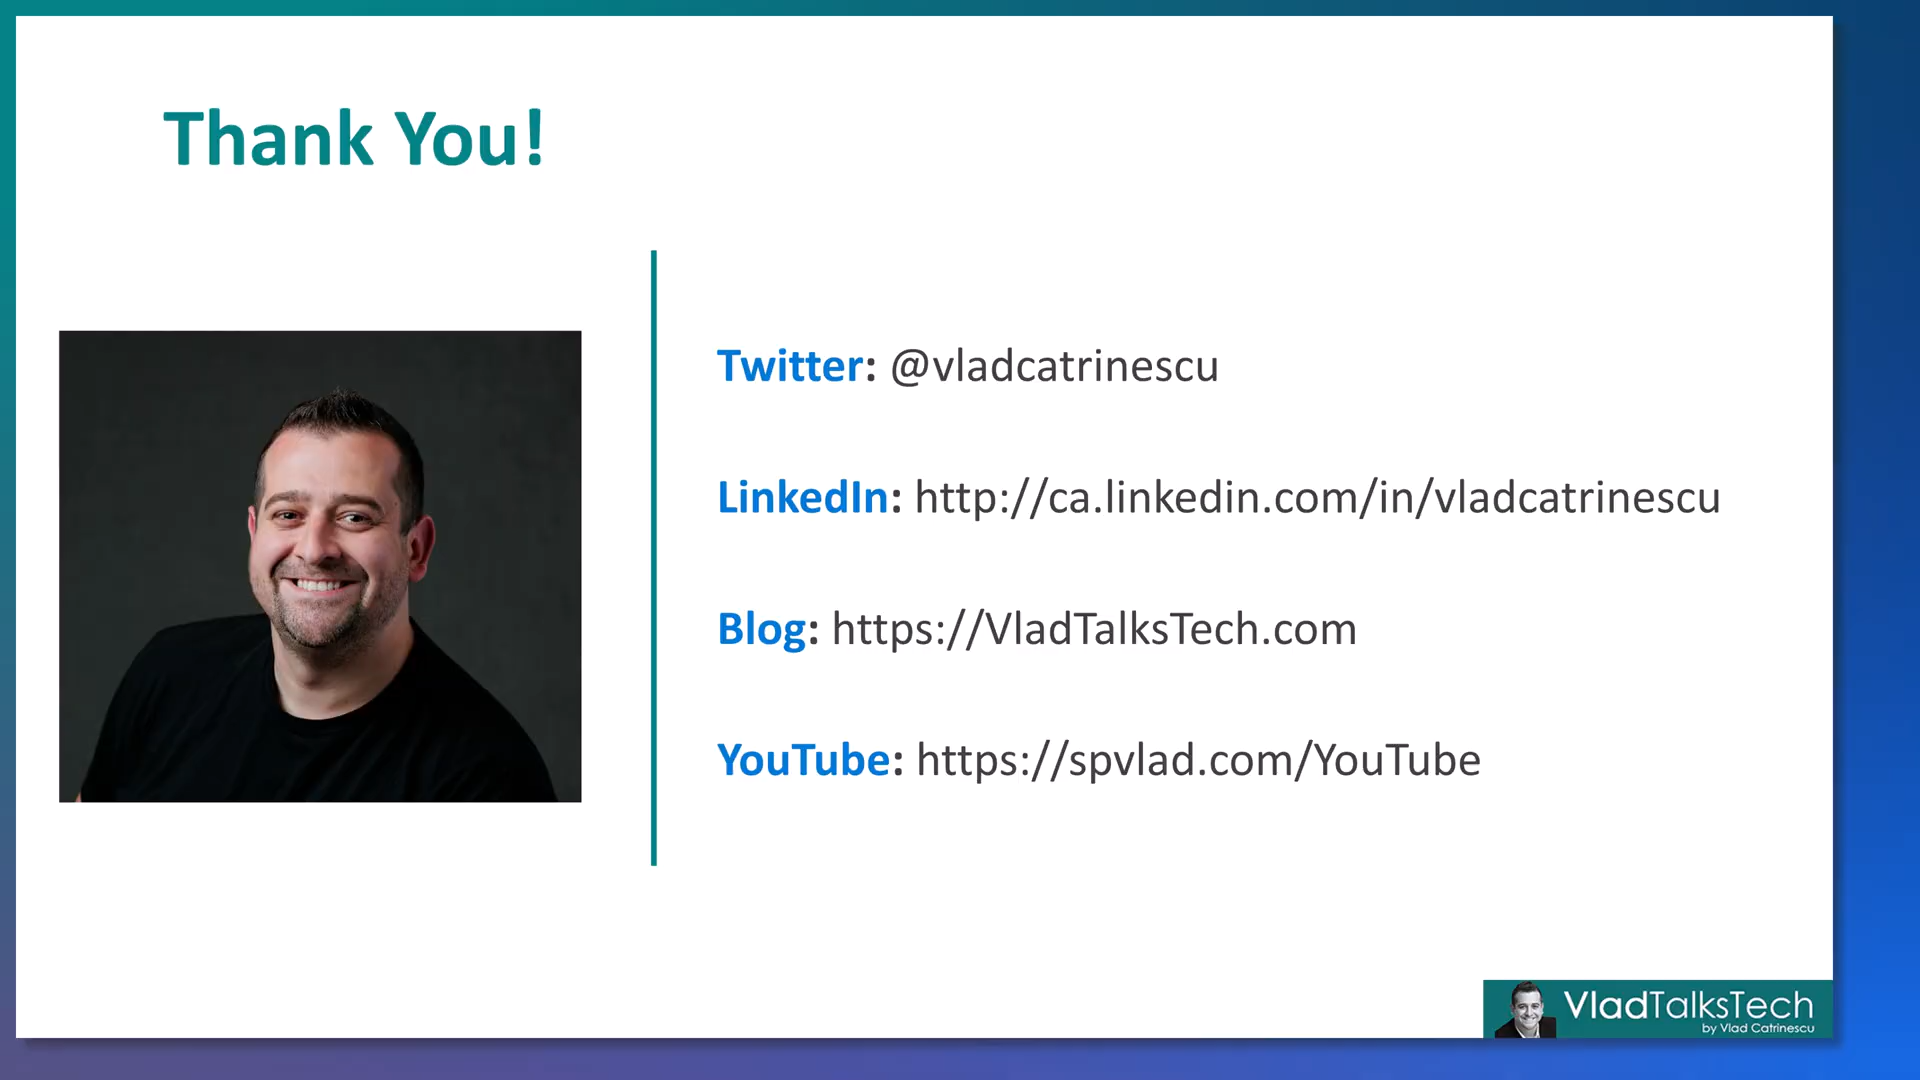 Thank You!
Twitter: @vladcatrinescu
LinkedIn: http://ca.linkedin.com/in/vladcatrinescu
Blog: https://VladTalksTech.com
YouTube: https://spvlad.com/YouTube
VladTalksTech
by Vlad Catrinescu